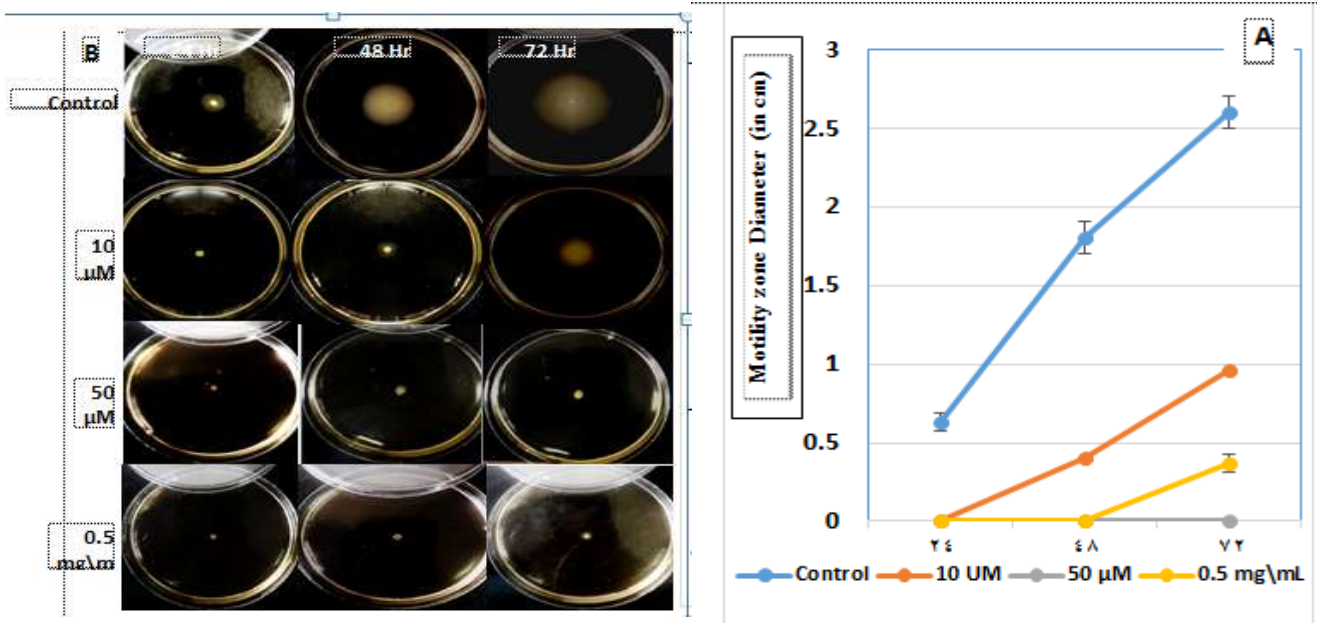 B
48 Hr
72 Hr
Control
10
µM
50
µM
0.5
mg\m
A
Motility zone Diameter (in cm)
3
2.5
2
1.5
1
0.5
0
٢٤
٤٨
٧٢
Control
10 UM
50 µM
0.5 mg\mL